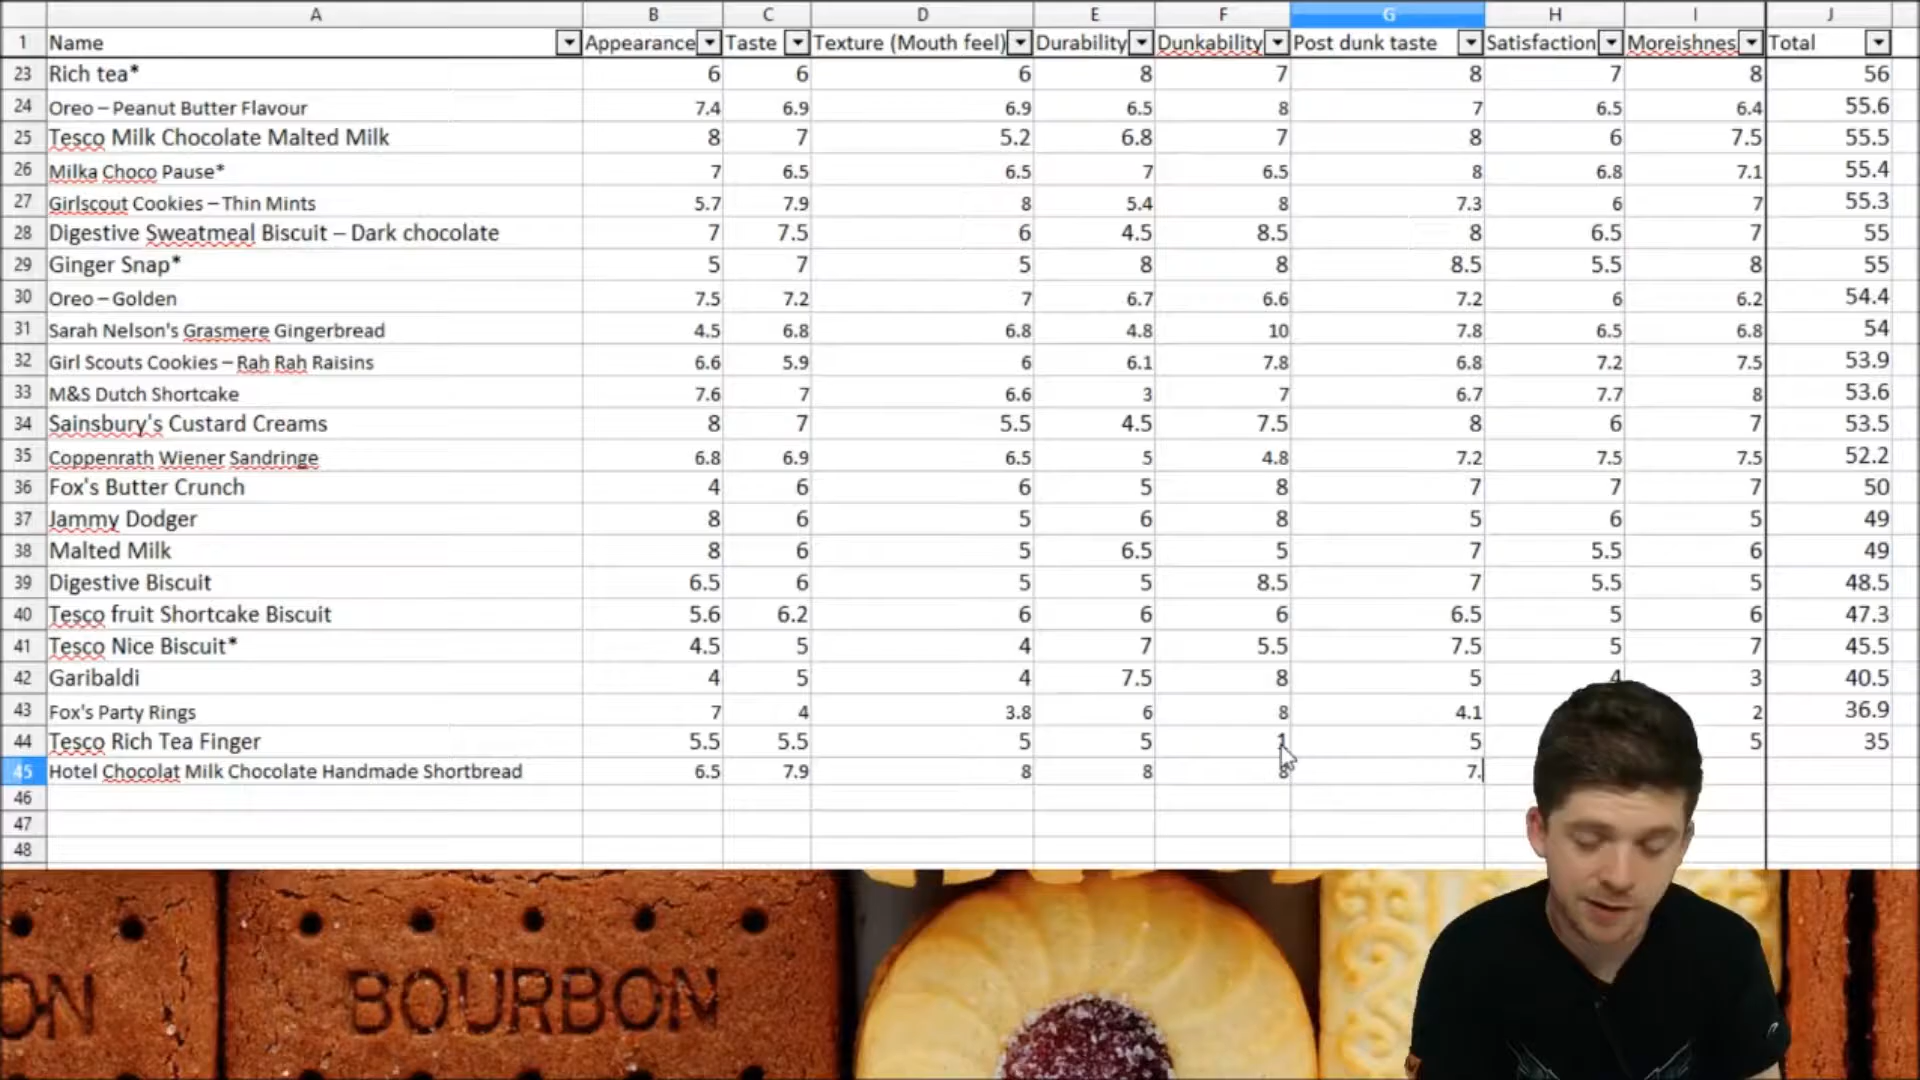 A B C D E F G H I J
1 Name Appearance Taste Texture (Mouth feel) Durability Dunkability Post dunk taste Satisfaction Moreishnes Total
23 Rich tea* 6 6 6 8 7 8 7 8 56
24 Oreo – Peanut Butter Flavour 7.4 6.9 6.9 6.5 8 7 6.5 6.4 55.6
25 Tesco Milk Chocolate Malted Milk 8 7 5.2 6.8 7 8 6 7.5 55.5
26 Milka Choco Pause* 7 6.5 6.5 7 6.5 8 6.8 7.1 55.4
27 Girlscout Cookies – Thin Mints 5.7 7.9 8 5.4 8 7.3 6 7 55.3
28 Digestive Sweatmeal Biscuit – Dark chocolate 7 7.5 6 4.5 8.5 8 6.5 7 55
29 Ginger Snap* 5 7 5 8 8 8.5 5.5 8 55
30 Oreo – Golden 7.5 7.2 7 6.7 6.6 7.2 6 6.2 54.4
31 Sarah Nelson's Grasmere Gingerbread 4.5 6.8 6.8 4.8 10 7.8 6.5 6.8 54
32 Girl Scouts Cookies – Rah Rah Raisins 6.6 5.9 6 6.1 7.8 6.8 7.2 7.5 53.9
33 M&S Dutch Shortcake 7.6 7 6.6 3 7 6.7 7.7 8 53.6
34 Sainsbury's Custard Creams 8 7 5.5 4.5 7.5 8 6 7 53.5
35 Coppenrath Wiener Sandringe 6.8 6.9 6.5 5 4.8 7.2 7.5 7.5 52.2
36 Fox's Butter Crunch 4 6 6 5 8 7 7 7 50
37 Jammy Dodger 8 6 5 6 8 5 6 5 49
38 Malted Milk 8 6 5 6.5 5 7 5.5 6 49
39 Digestive Biscuit 6.5 6 5 5 8.5 7 5.5 5 48.5
40 Tesco fruit Shortcake Biscuit 5.6 6.2 6 6 6 6.5 5 6 47.3
41 Tesco Nice Biscuit* 4.5 5 4 7 5.5 7.5 5 7 45.5
42 Garibaldi 4 5 4 7.5 8 5 4 3 40.5
43 Fox's Party Rings 7 4 3.8 6 8 4.1 2 36.9
44 Tesco Rich Tea Finger 5.5 5.5 5 5 1 5 5 35
45 Hotel Chocolat Milk Chocolate Handmade Shortbread 6.5 7.9 8 8 8 7.
46
47
48
ON BOURBON